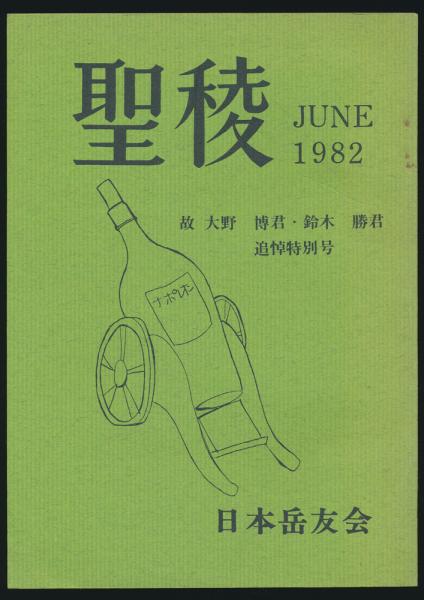 聖稜
JUNE
1982
故 大野 博君・鈴木 勝君
追悼特別号
ナポレオン
日本岳友会